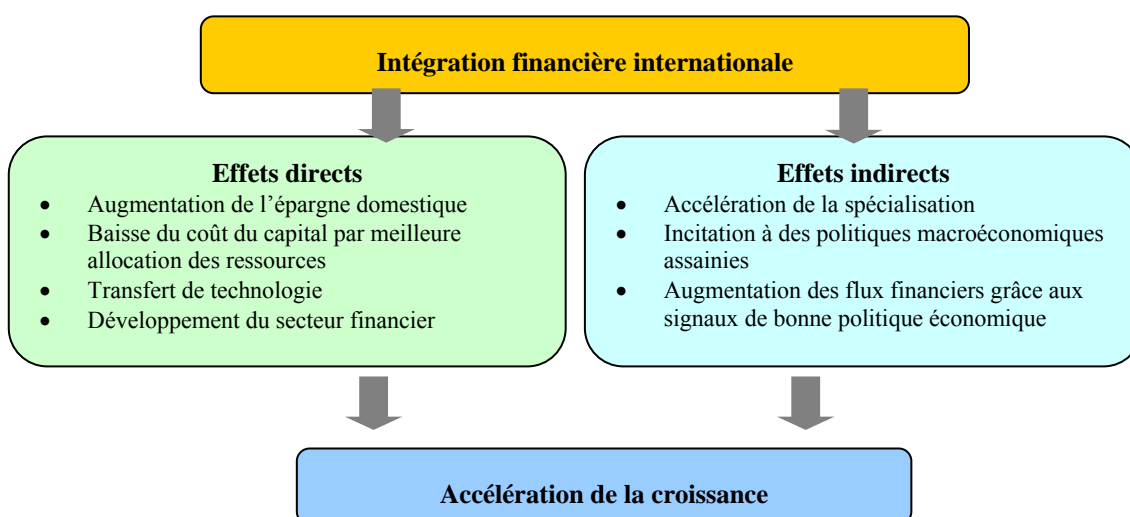 Intégration financière internationale
Effets directs
• Augmentation de l’épargne domestique
• Baisse du coût du capital par meilleure
allocation des ressources
• Transfert de technologie
• Développement du secteur financier
Effets indirects
• Accélération de la spécialisation
• Incitation à des politiques macroéconomiques
assainies
• Augmentation des flux financiers grâce aux
signaux de bonne politique économique
Accélération de la croissance